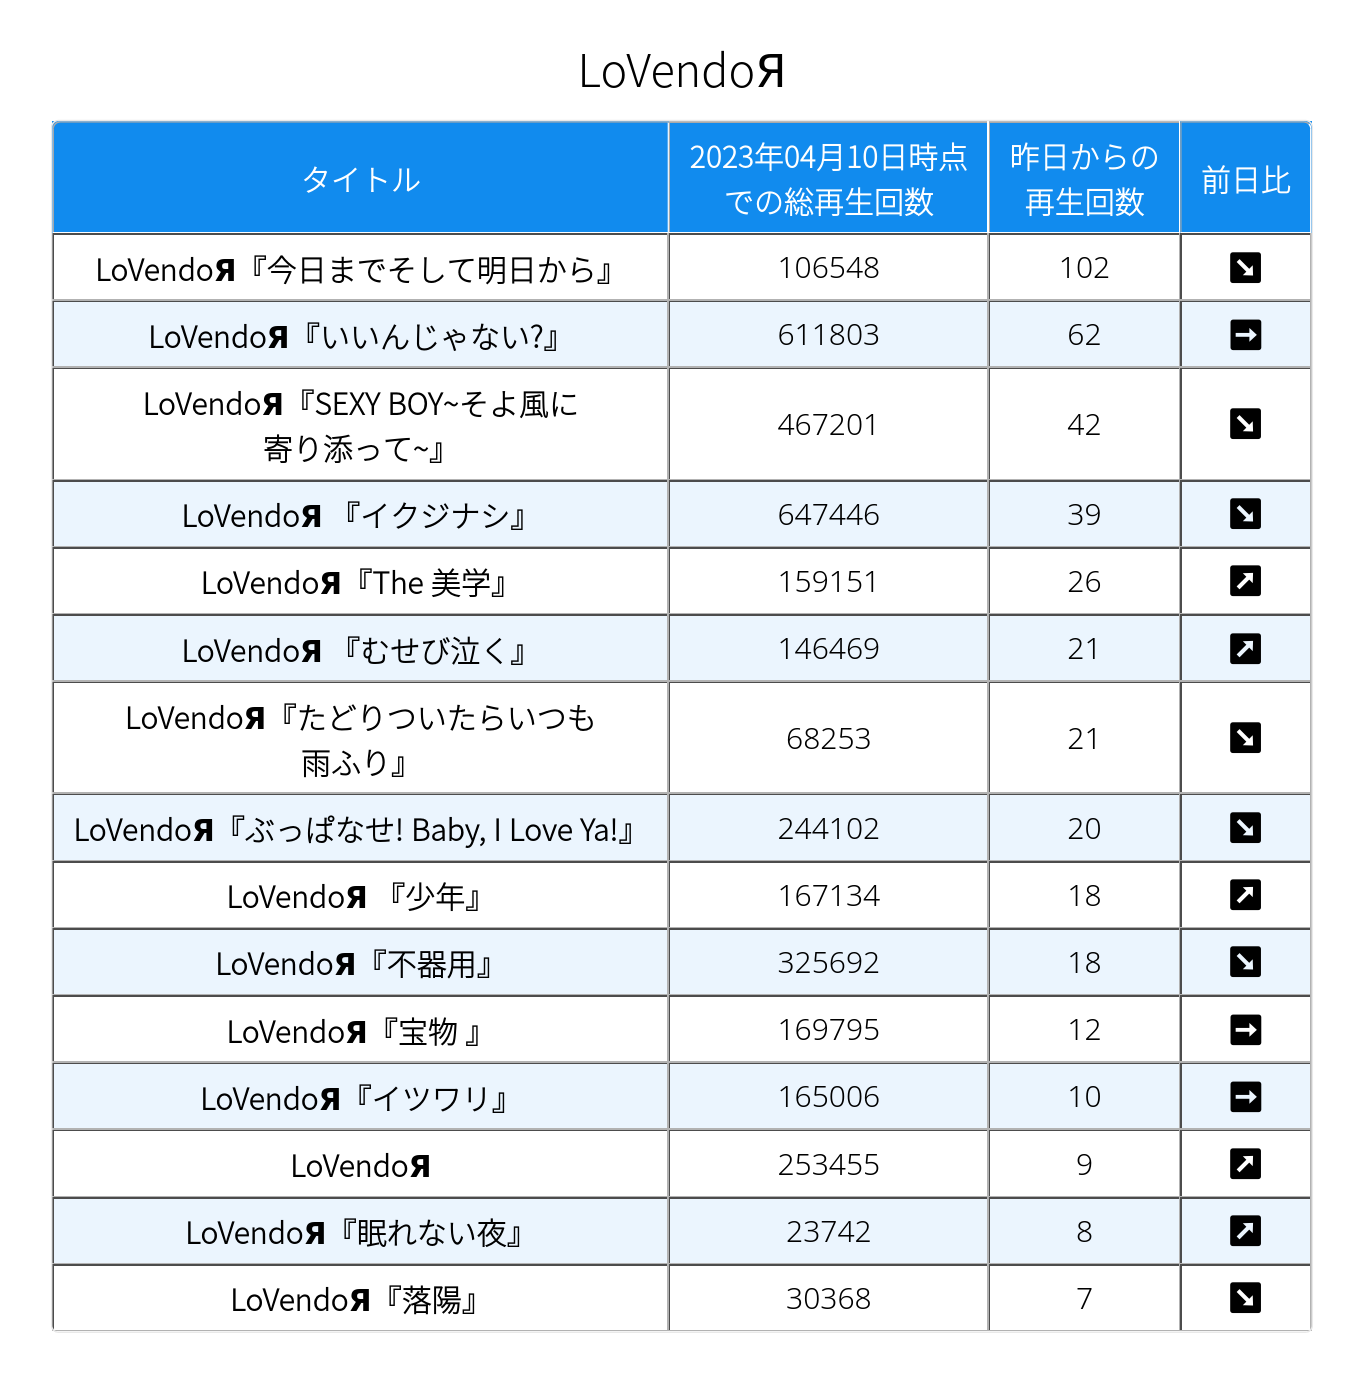 LoVendoЯ
タイトル
2023年04月10日時点
での総再生回数
昨日からの
再生回数
前日比
LoVendoЯ『今日までそして明日から』
106548
102
↘
LoVendoЯ『いいんじゃない?』
611803
62
➡
LoVendoЯ『SEXY BOY~そよ風に
寄り添って~』
467201
42
↘
LoVendoЯ 『イクジナシ』
647446
39
↘
LoVendoЯ『The 美学』
159151
26
↗
LoVendoЯ 『むせび泣く』
146469
21
↗
LoVendoЯ『たどりついたらいつも
雨ふり』
68253
21
↘
LoVendoЯ『ぶっぱなせ! Baby, I Love Ya!』
244102
20
↘
LoVendoЯ 『少年』
167134
18
↗
LoVendoЯ『不器用』
325692
18
↘
LoVendoЯ『宝物 』
169795
12
➡
LoVendoЯ『イツワリ』
165006
10
➡
LoVendoЯ
253455
9
↗
LoVendoЯ『眠れない夜』
23742
8
↗
LoVendoЯ『落陽』
30368
7
↘